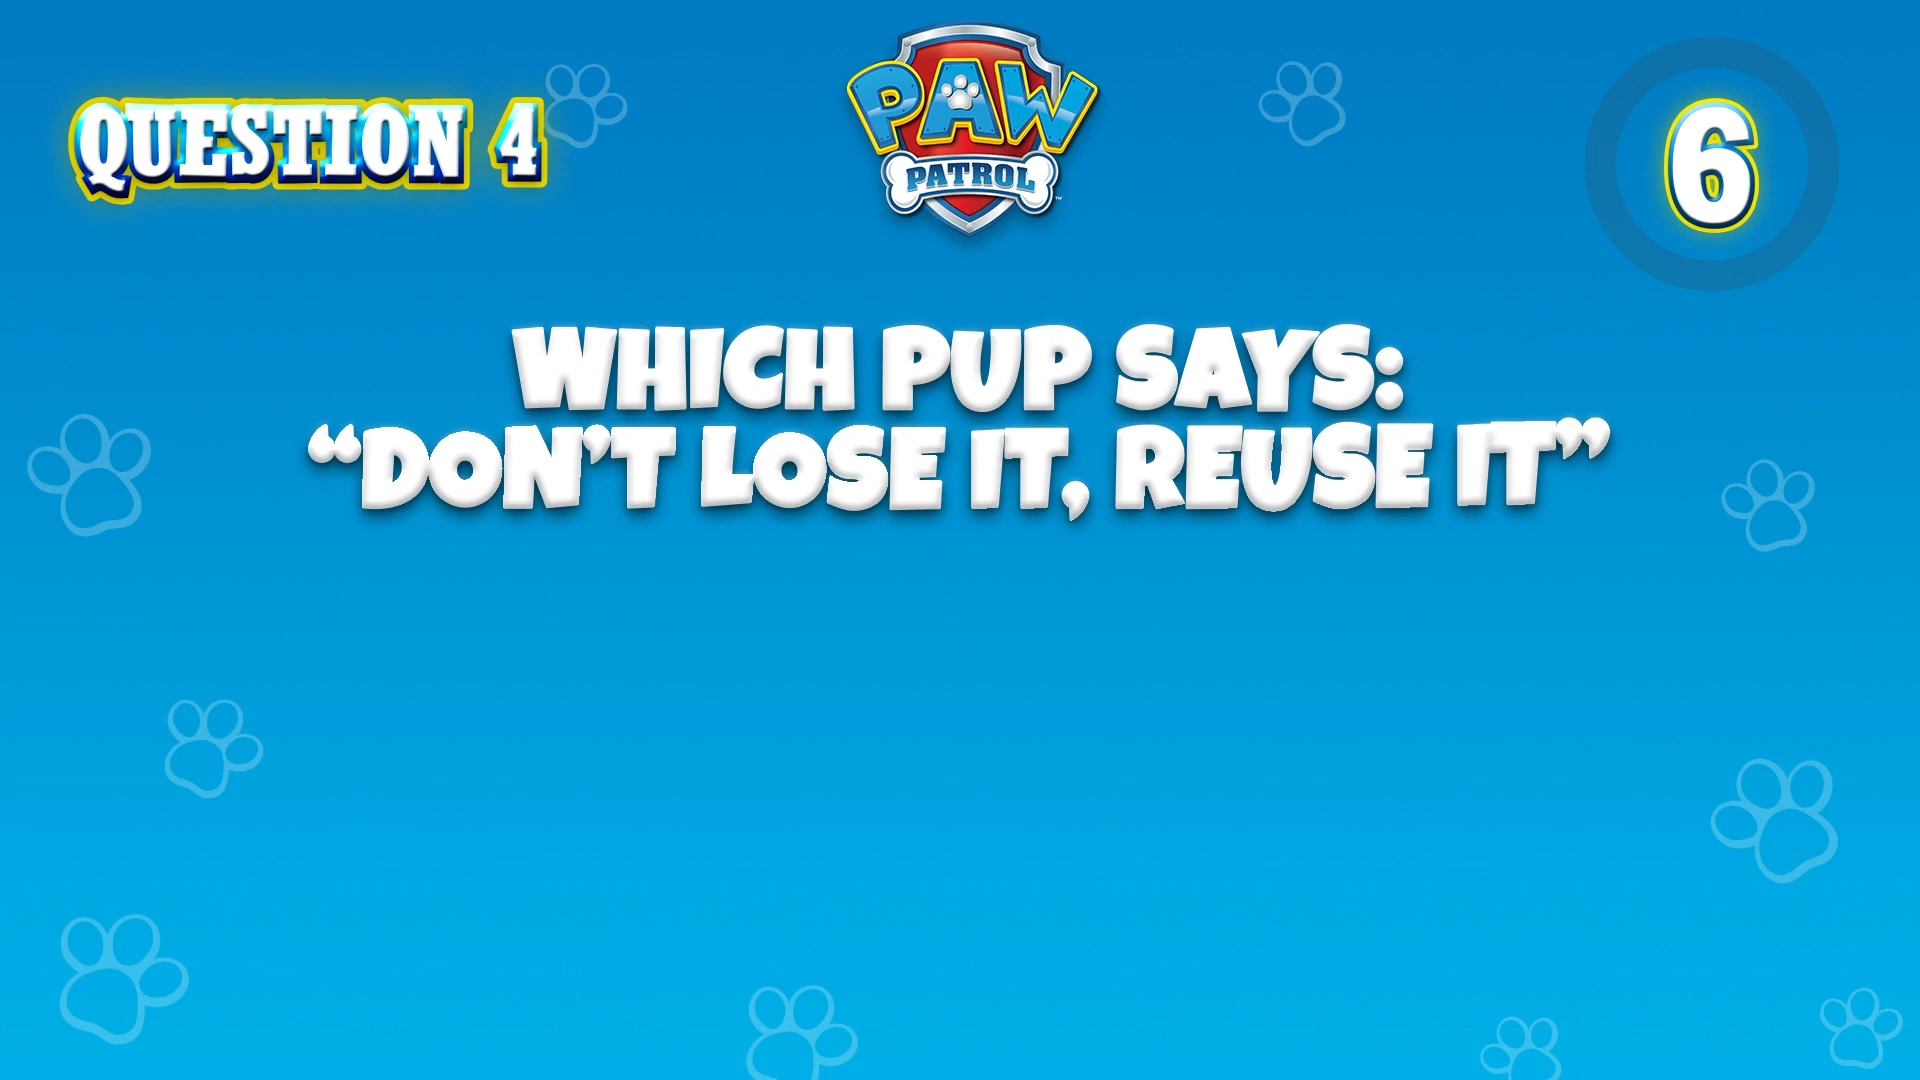 QUESTION 4
PAW
PATROL
6
WHICH PUP SAYS:
“DON’T LOSE IT, REUSE IT”